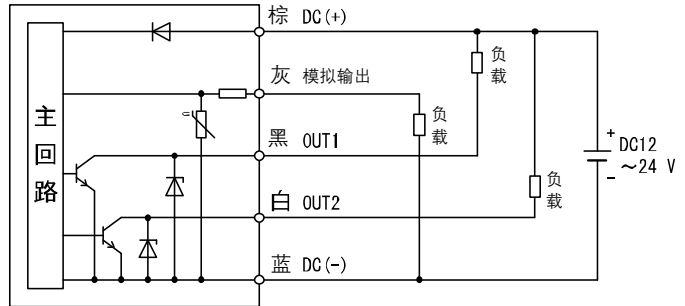 棕 DC(+)
负载
灰 模拟输出
负载
主回路
黑 OUT1
+
DC12
～24 V
-
负载
白 OUT2
蓝 DC(-)